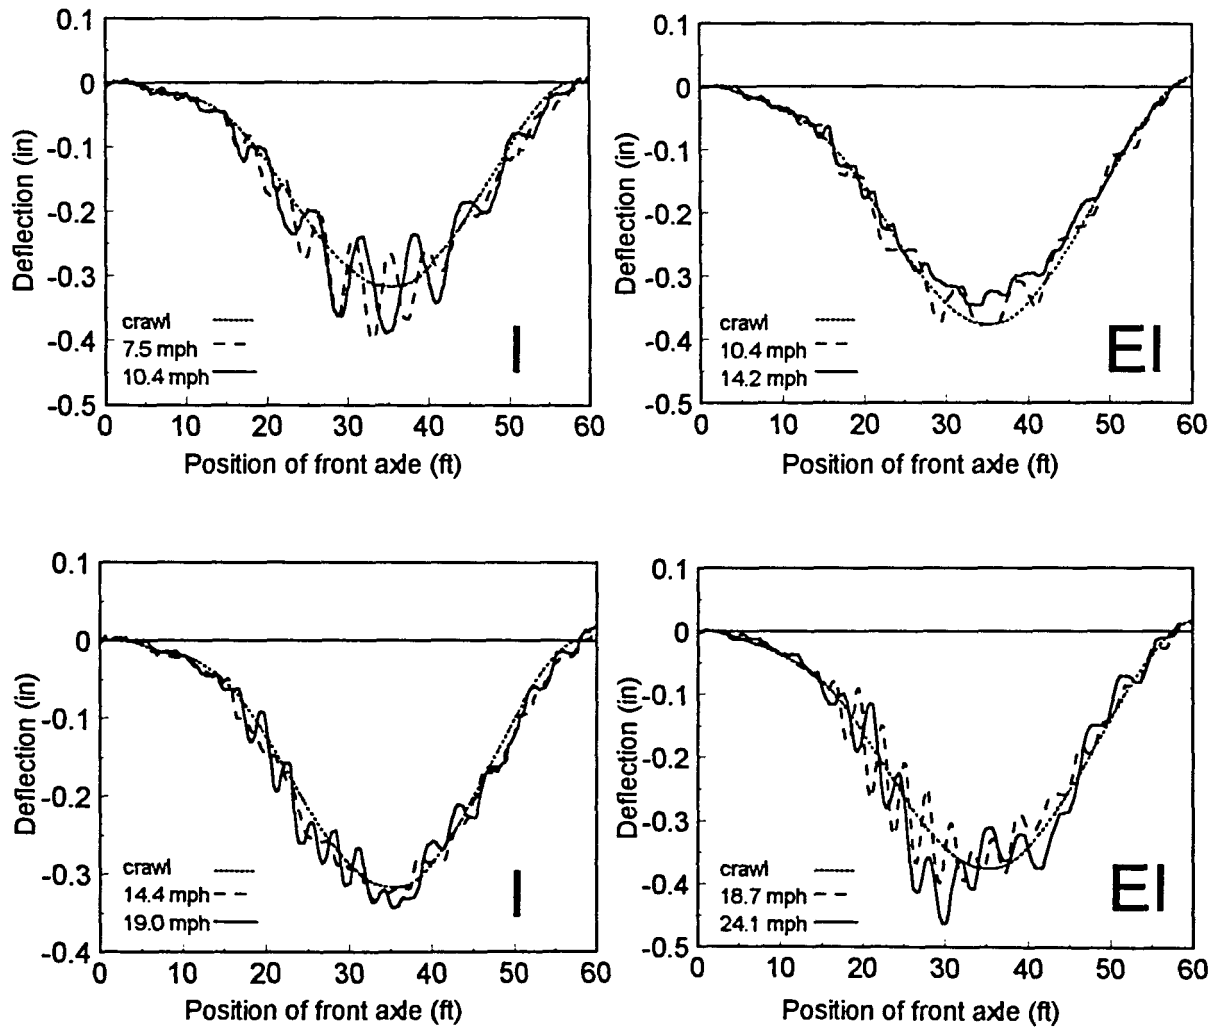 0.1
0
-0.1
-0.2
-0.3
-0.4
-0.5
Deflection (in)
crawl
7.5 mph
10.4 mph
I
0 10 20 30 40 50 60
Position of front axle (ft)
0.1
0
-0.1
-0.2
-0.3
-0.4
-0.5
Deflection (in)
crawl
10.4 mph
14.2 mph
EI
0 10 20 30 40 50 60
Position of front axle (ft)
0.1
0
-0.1
-0.2
-0.3
-0.4
Deflection (in)
crawl
14.4 mph
19.0 mph
I
0 10 20 30 40 50 60
Position of front axle (ft)
0.1
0
-0.1
-0.2
-0.3
-0.4
-0.5
Deflection (in)
crawl
18.7 mph
24.1 mph
EI
0 10 20 30 40 50 60
Position of front axle (ft)